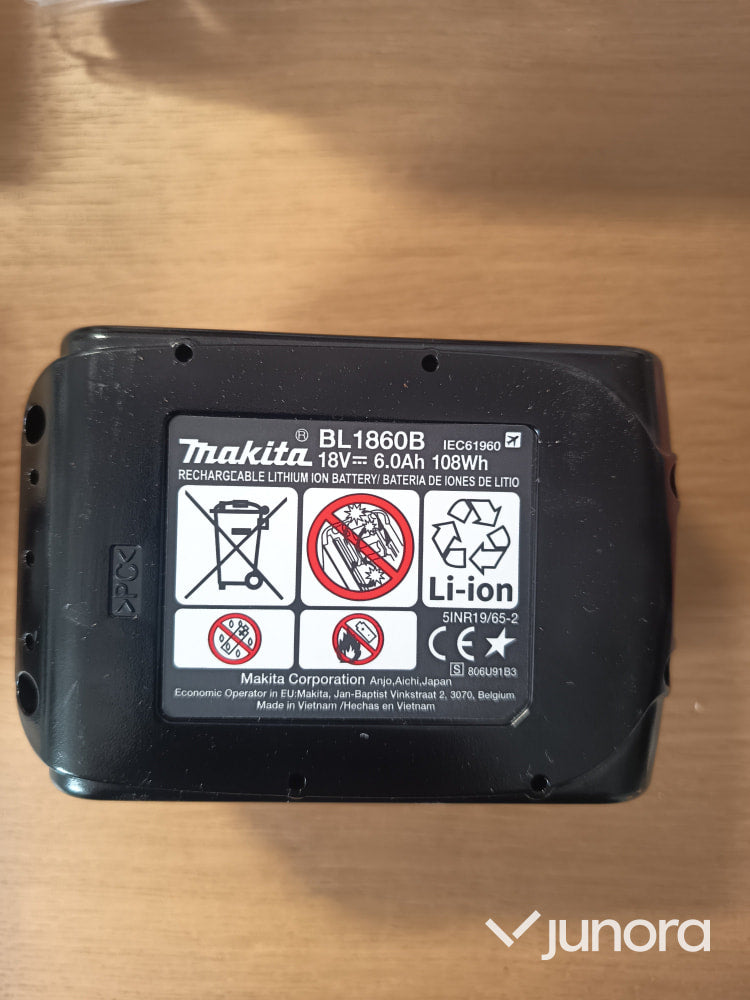 makita ® BL1860B IEC61960
18V⎓ 6.0Ah 108Wh
RECHARGEABLE LITHIUM ION BATTERY/ BATERIA DE IONES DE LITIO
Li-ion
5INR19/65-2
CE
S 806U91B3
Makita Corporation Anjo,Aichi,Japan
Economic Operator in EU:Makita, Jan-Baptist Vinkstraat 2, 3070, Belgium
Made in Vietnam /Hechas en Vietnam
>PC<
junora